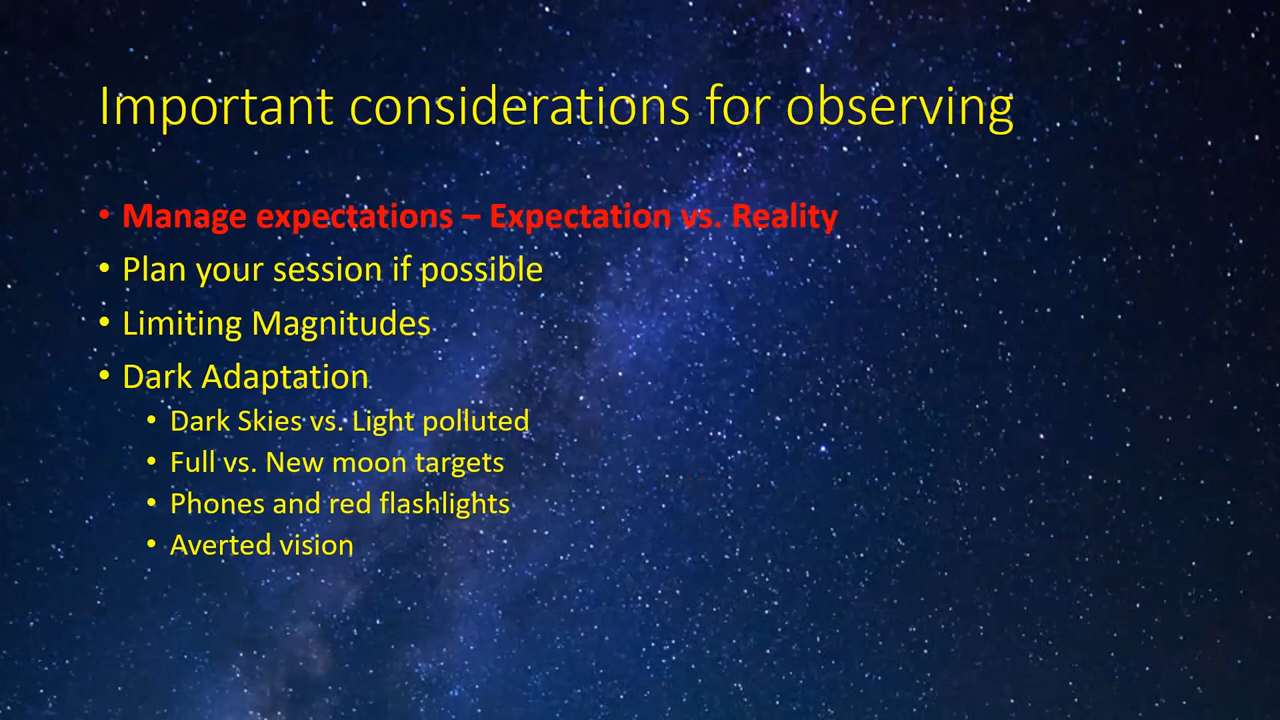 Important considerations for observing
• Manage expectations – Expectation vs. Reality
• Plan your session if possible
• Limiting Magnitudes
• Dark Adaptation
• Dark Skies vs. Light polluted
• Full vs. New moon targets
• Phones and red flashlights
• Averted vision